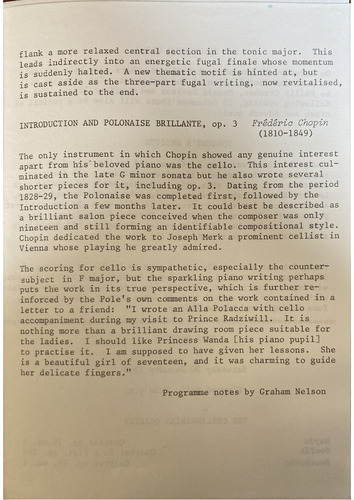 flank a more relaxed central section in the tonic major. This
leads indirectly into an energetic fugal finale whose momentum
is suddenly halted. A new thematic motif is hinted at, but
is cast aside as the three-part fugal writing, now revitalised,
is sustained to the end.
INTRODUCTION AND POLONAISE BRILLANTE, op. 3 Frédéric Chopin
(1810-1849)
The only instrument in which Chopin showed any genuine interest
apart from his beloved piano was the cello. This interest cul-
minated in the late G minor sonata but he also wrote several
shorter pieces for it, including op. 3. Dating from the period
1828-29, the Polonaise was completed first, followed by the
Introduction a few months later. It could best be described as
a brilliant salon piece conceived when the composer was only
nineteen and still forming an identifiable compositional style.
Chopin dedicated the work to Joseph Merk a prominent cellist in
Vienna whose playing he greatly admired.
The scoring for cello is sympathetic, especially the counter-
subject in F major, but the sparkling piano writing perhaps
puts the work in its true perspective, which is further re-
inforced by the Pole's own comments on the work contained in a
letter to a friend: "I wrote an Alla Polacca with cello
accompaniment during my visit to Prince Radziwill. It is
nothing more than a brilliant drawing room piece suitable for
the ladies. I should like Princess Wanda [his piano pupil]
to practise it. I am supposed to have given her lessons. She
is a beautiful girl of seventeen, and it was charming to guide
her delicate fingers."
Programme notes by Graham Nelson